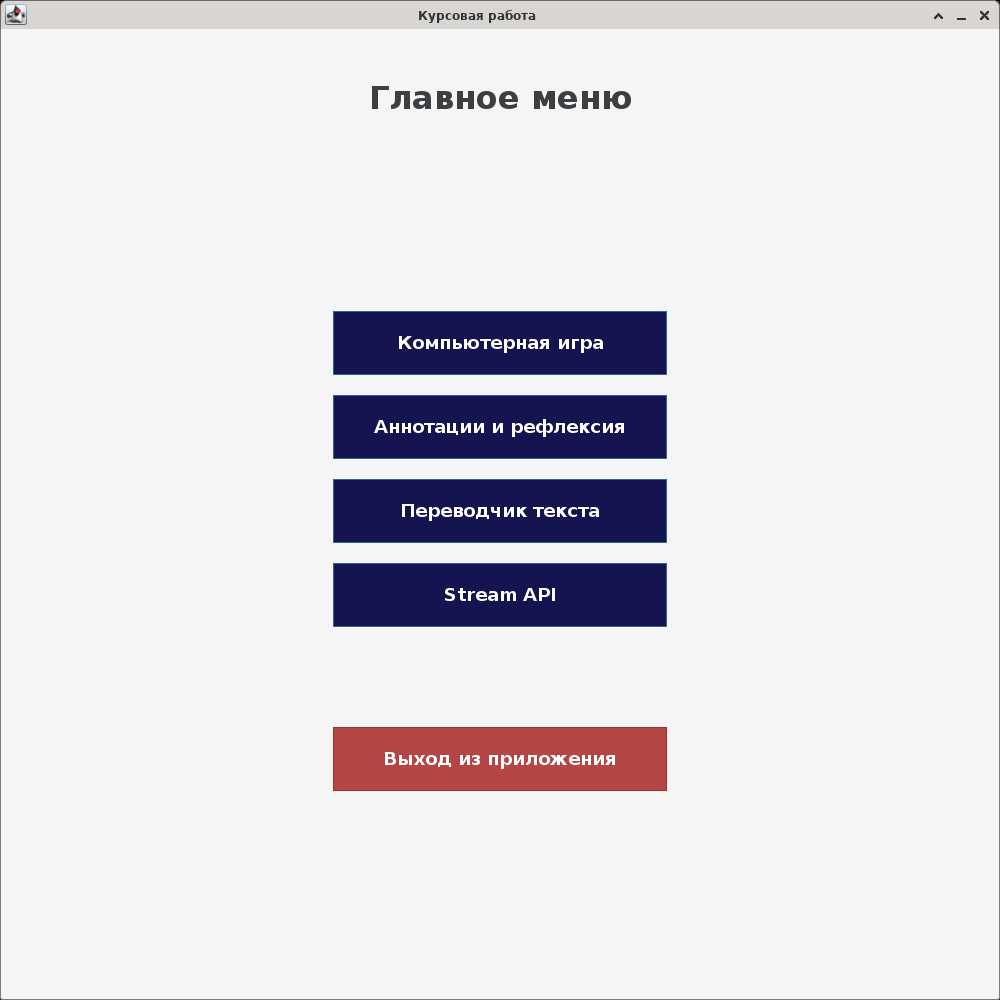 Курсовая работа
Главное меню
Компьютерная игра
Аннотации и рефлексия
Переводчик текста
Stream API
Выход из приложения